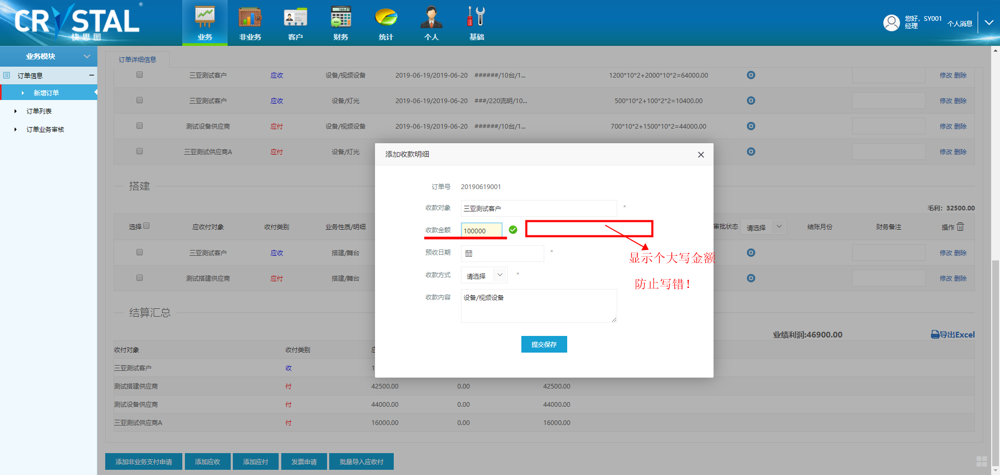 CRYSTAL®
快思图
业务
非业务
客户
财务
统计
个人
基础
您好，SY001
经理
个人消息
业务模块
订单信息
新增订单
订单列表
订单业务审核
订单详细信息
三亚测试客户 应收 设备/视频设备 2019-06-19/2019-06-20 ######/10台/1... 1200*10*2+2000*10*2=64000.00 修改 删除
三亚测试客户 应收 设备/灯光 2019-06-19/2019-06-20 ###/220流明/10... 500*10*2+100*2*2=10400.00 修改 删除
测试设备供应商 应付 设备/视频设备 2019-06-19/2019-06-20 ######/10台/1... 700*10*2+1500*10*2=44000.00 修改 删除
三亚测试供应商A 应付 设备/灯光 修改 删除
搭建
毛利：32500.00
选择 应收付对象 收付类别 业务性质/明细 审批状态 请选择 结账月份 财务备注 操作
三亚测试客户 应收 搭建/舞台 修改 删除
测试搭建供应商 应付 搭建/舞台 修改 删除
结算汇总
业绩利润:46900.00
导出Excel
收付对象 收付类别
三亚测试客户 收 1
测试搭建供应商 付 42500.00 0.00 42500.00
测试设备供应商 付 44000.00 0.00 44000.00
三亚测试供应商A 付 16000.00 0.00 16000.00
添加非业务支付申请 添加应收 添加应付 发票申请 批量导入应收付
添加收款明细
订单号 20190619001
收款对象 三亚测试客户 *
收款金额 100000
预收日期 *
收款方式 请选择 *
收款内容 设备/视频设备
提交保存
显示个大写金额
防止写错！